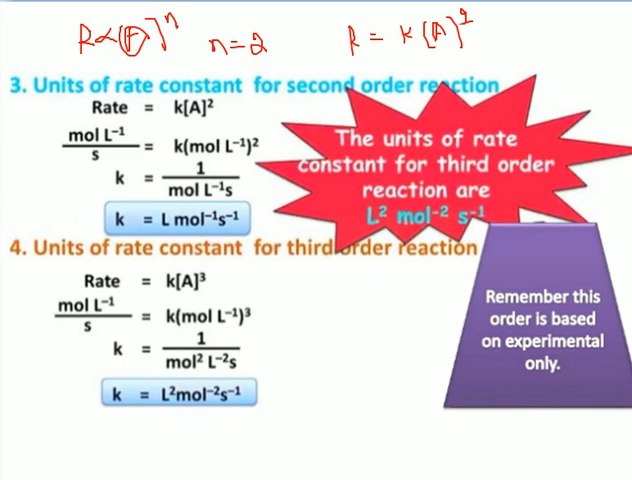 R∝[A]ⁿ n=2 R = k[A]²
3. Units of rate constant for second order reaction
Rate = k[A]²
mol L⁻¹
s
= k(mol L⁻¹)²
k = 1
mol L⁻¹s
k = L mol⁻¹s⁻¹
The units of rate
constant for third order
reaction are
L² mol⁻² s⁻¹
4. Units of rate constant for third order reaction
Rate = k[A]³
mol L⁻¹
s
= k(mol L⁻¹)³
k = 1
mol² L⁻²s
k = L²mol⁻²s⁻¹
Remember this
order is based
on experimental
only.